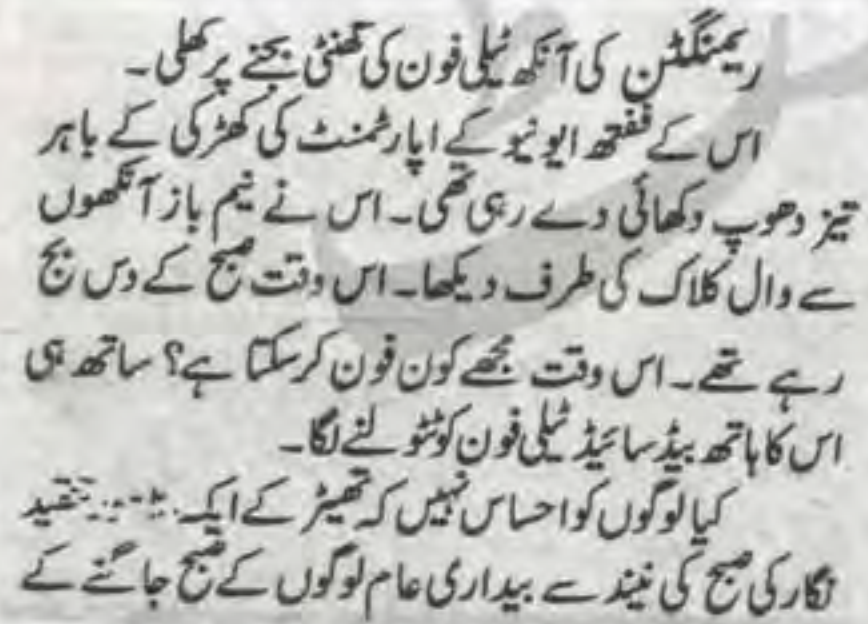 ریمنگٹن کی آنکھ ٹیلی فون کی گھنٹی بجنے پر کھلی۔
اس کے ففتھ ایونیو کے اپارٹمنٹ کی کھڑکی کے باہر
تیز دھوپ دکھائی دے رہی تھی۔ اس نے نیم باز آنکھوں
سے وال کلاک کی طرف دیکھا۔ اس وقت صبح کے دس بج
رہے تھے۔ اس وقت مجھے کون فون کر سکتا ہے؟ ساتھ ہی
اس کا ہاتھ بیڈ سائیڈ ٹیلی فون کو ٹٹولنے لگا۔
کیا لوگوں کو احساس نہیں کہ تھیٹر کے ایک تنقید
نگار کی صبح کی نیند سے بیداری عام لوگوں کے صبح جاگنے کے